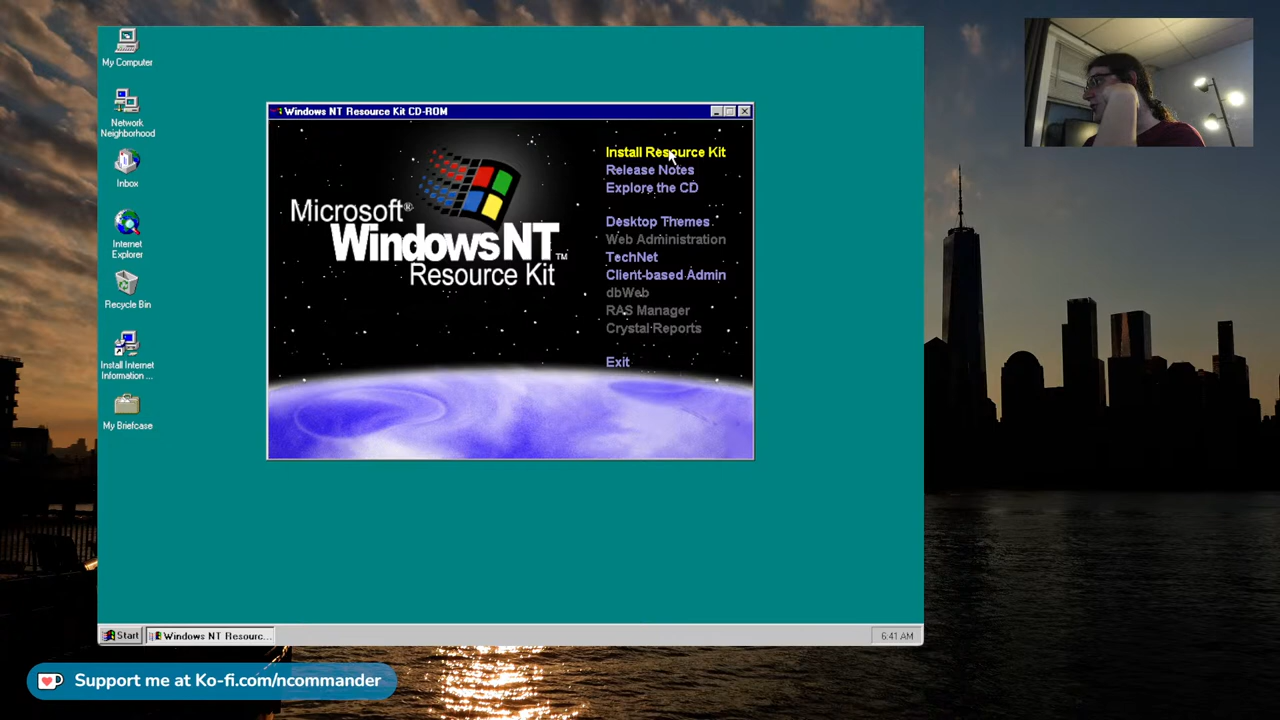 My Computer
Network
Neighborhood
Inbox
Internet
Explorer
Recycle Bin
Install Internet
Information ...
My Briefcase
Windows NT Resource Kit CD-ROM
Microsoft®
Windows NT™
Resource Kit
Install Resource Kit
Release Notes
Explore the CD
Desktop Themes
Web Administration
TechNet
Client-based Admin
dbWeb
RAS Manager
Crystal Reports
Exit
Start
Windows NT Resourc...
6:41 AM
Support me at Ko-fi.com/ncommander